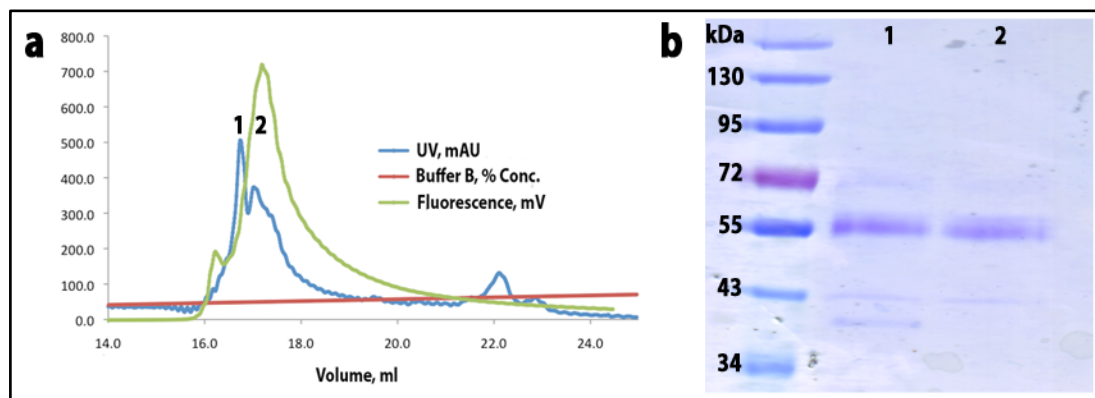 a
800.0
700.0
600.0
500.0
400.0
300.0
200.0
100.0
0.0
1 2
UV, mAU
Buffer B, % Conc.
Fluorescence, mV
14.0 16.0 18.0 20.0 22.0 24.0
Volume, ml
b
kDa 1 2
130
95
72
55
43
34